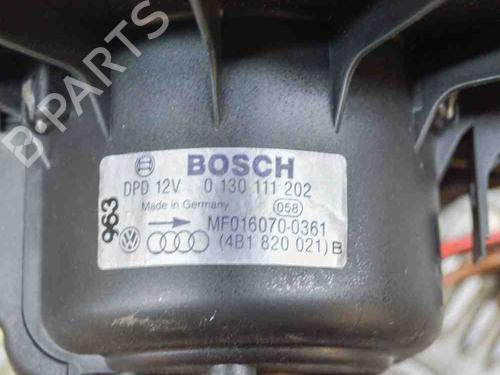 BOSCH
DPD 12V 0 130 111 202
Made in Germany 058
MF016070-0361
(4B1 820 021) B
963
B-PARTS